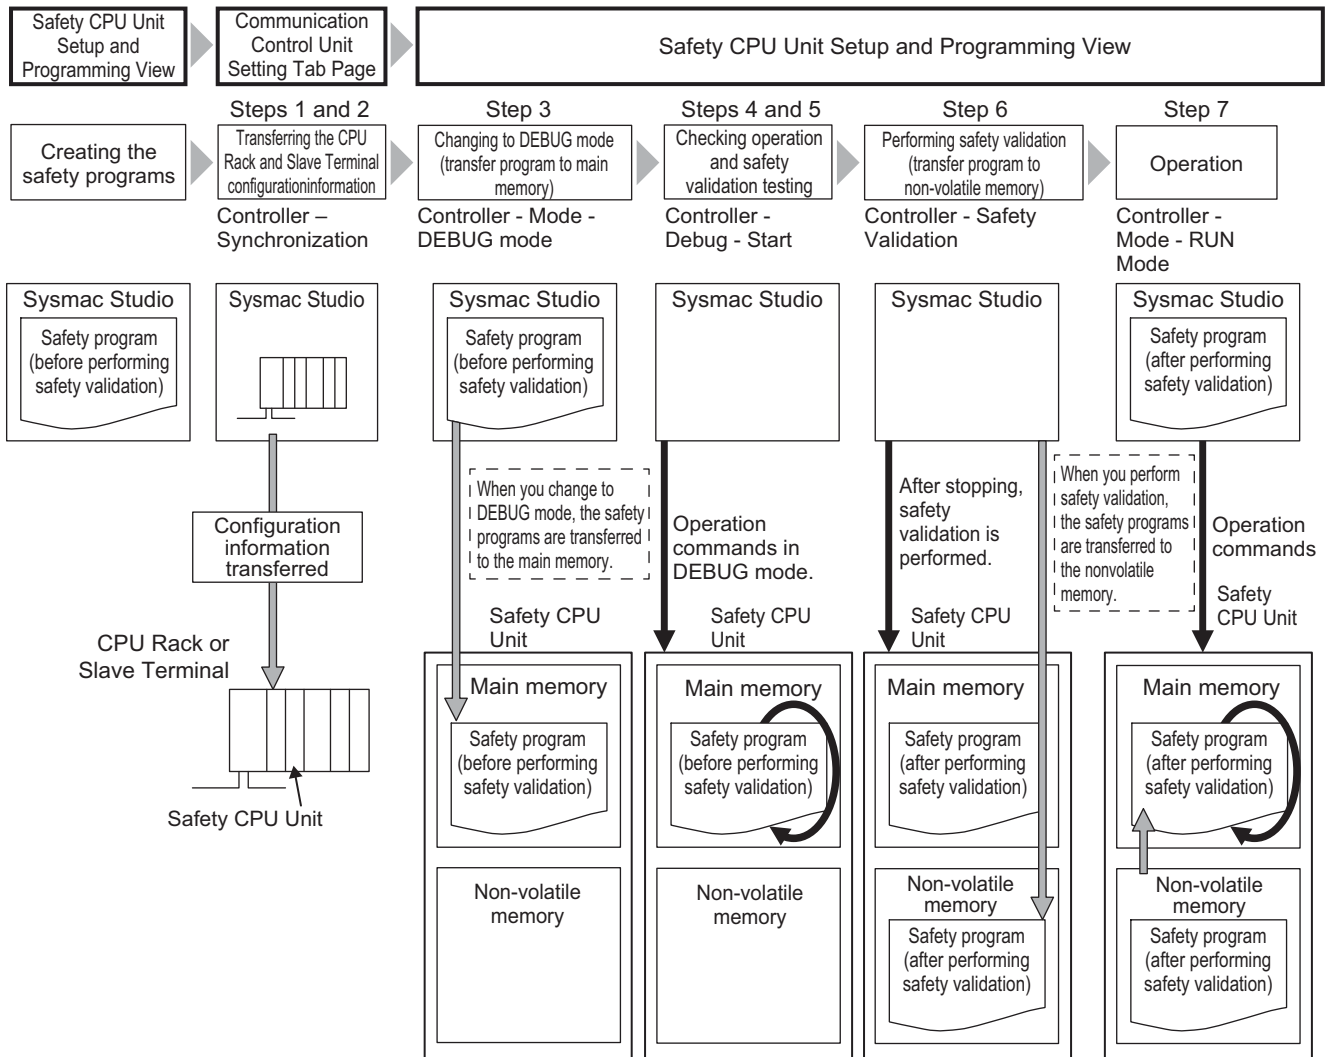 Safety CPU Unit
Setup and
Programming View
Communication
Control Unit
Setting Tab Page
Safety CPU Unit Setup and Programming View
Steps 1 and 2
Step 3
Steps 4 and 5
Step 6
Step 7
Creating the
safety programs
Transferring the CPU
Rack and Slave Terminal
configurationinformation
Changing to DEBUG mode
(transfer program to main
memory)
Checking operation
and safety
validation testing
Performing safety validation
(transfer program to
non-volatile memory)
Operation
Controller –
Synchronization
Controller - Mode -
DEBUG mode
Controller -
Debug - Start
Controller - Safety
Validation
Controller -
Mode - RUN
Mode
Sysmac Studio
Safety program
(before performing
safety validation)
Sysmac Studio
Sysmac Studio
Safety program
(before performing
safety validation)
Sysmac Studio
Sysmac Studio
Sysmac Studio
Safety program
(after performing
safety validation)
Configuration
information
transferred
When you change to
DEBUG mode, the safety
programs are transferred
to the main memory.
Operation
commands in
DEBUG mode.
After stopping,
safety
validation is
performed.
When you perform
safety validation,
the safety programs
are transferred to
the nonvolatile
memory.
Operation
commands
CPU Rack or
Slave Terminal
Safety CPU Unit
Safety CPU
Unit
Safety CPU
Unit
Safety CPU
Unit
Safety
CPU Unit
Main memory
Safety program
(before performing
safety validation)
Non-volatile
memory
Main memory
Safety program
(before performing
safety validation)
Non-volatile
memory
Main memory
Safety program
(after performing
safety validation)
Non-volatile
memory
Safety program
(after performing
safety validation)
Main memory
Safety program
(after performing
safety validation)
Non-volatile
memory
Safety program
(after performing
safety validation)